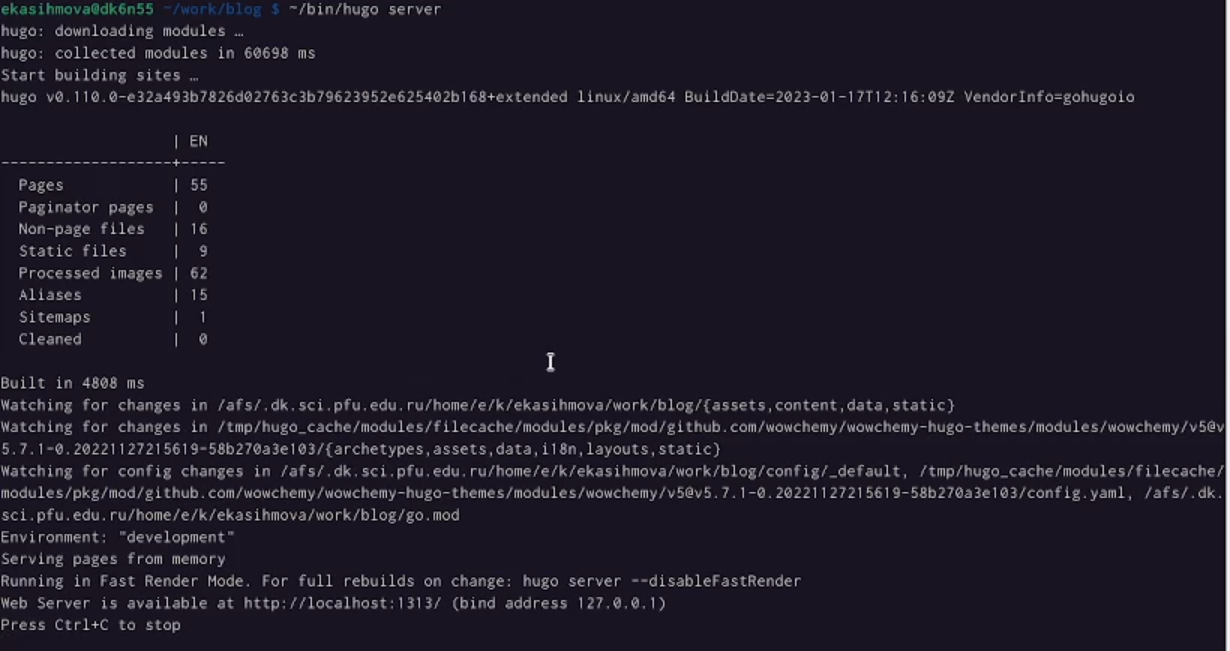 ekasihmova@dk6n55 ~/work/blog $ ~/bin/hugo server
hugo: downloading modules …
hugo: collected modules in 60698 ms
Start building sites …
hugo v0.110.0-e32a493b7826d02763c3b79623952e625402b168+extended linux/amd64 BuildDate=2023-01-17T12:16:09Z VendorInfo=gohugoio
                   | EN
-------------------+-----
  Pages            | 55
  Paginator pages  |  0
  Non-page files   | 16
  Static files     |  9
  Processed images | 62
  Aliases          | 15
  Sitemaps         |  1
  Cleaned          |  0
Built in 4808 ms
Watching for changes in /afs/.dk.sci.pfu.edu.ru/home/e/k/ekasihmova/work/blog/{assets,content,data,static}
Watching for changes in /tmp/hugo_cache/modules/filecache/modules/pkg/mod/github.com/wowchemy/wowchemy-hugo-themes/modules/wowchemy/v5@v
5.7.1-0.20221127215619-58b270a3e103/{archetypes,assets,data,i18n,layouts,static}
Watching for config changes in /afs/.dk.sci.pfu.edu.ru/home/e/k/ekasihmova/work/blog/config/_default, /tmp/hugo_cache/modules/filecache/
modules/pkg/mod/github.com/wowchemy/wowchemy-hugo-themes/modules/wowchemy/v5@v5.7.1-0.20221127215619-58b270a3e103/config.yaml, /afs/.dk.
sci.pfu.edu.ru/home/e/k/ekasihmova/work/blog/go.mod
Environment: "development"
Serving pages from memory
Running in Fast Render Mode. For full rebuilds on change: hugo server --disableFastRender
Web Server is available at http://localhost:1313/ (bind address 127.0.0.1)
Press Ctrl+C to stop